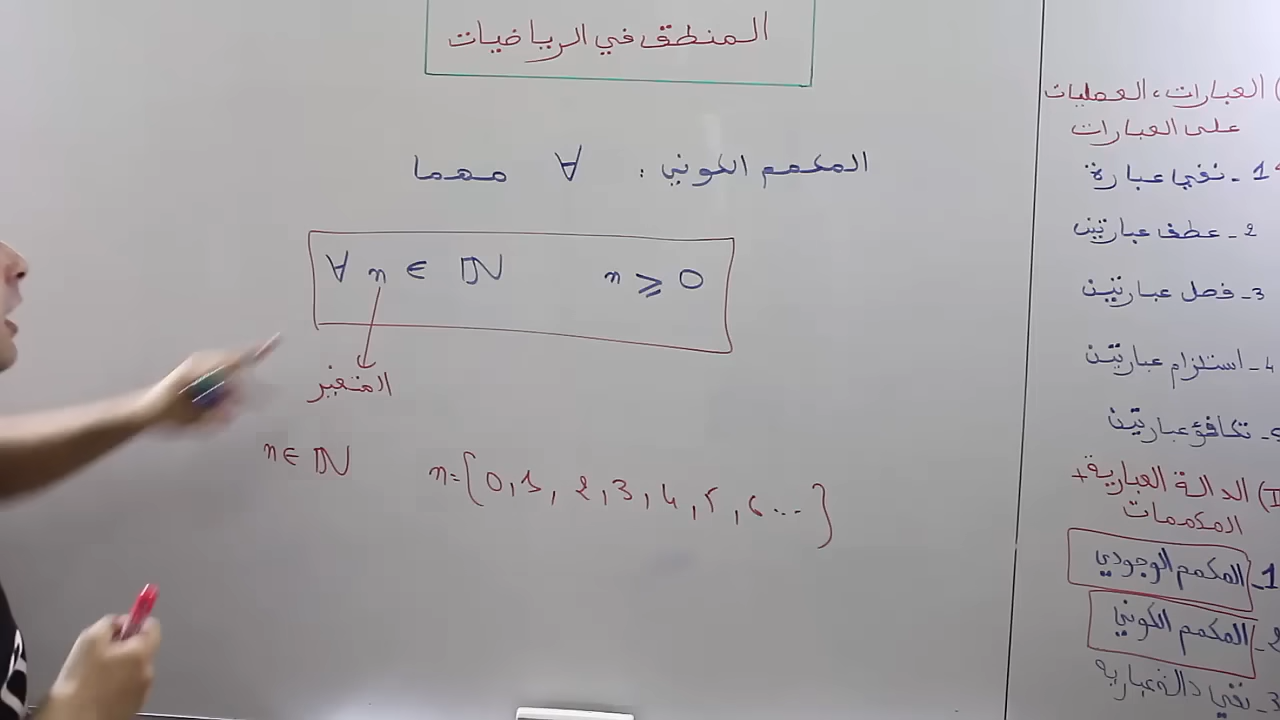 المنطق في الرياضيات
المكمم الكوني : ∀ مهما
∀ n ∈ ℕ n ⩾ 0
المتغير
n ∈ ℕ n={0,1, 2,3,4,5,6...}
العبارات، العمليات
على العبارات
1 - نفي عبارة
2 - عطف عبارتين
3 - فصل عبارتين
4 - استلزام عبارتين
5 - تكافؤ عبارتين
II) الدالة العبارية +
المكممات
1 - المكمم الوجودي
2 - المكمم الكوني
3 - نفي دالة عبارية